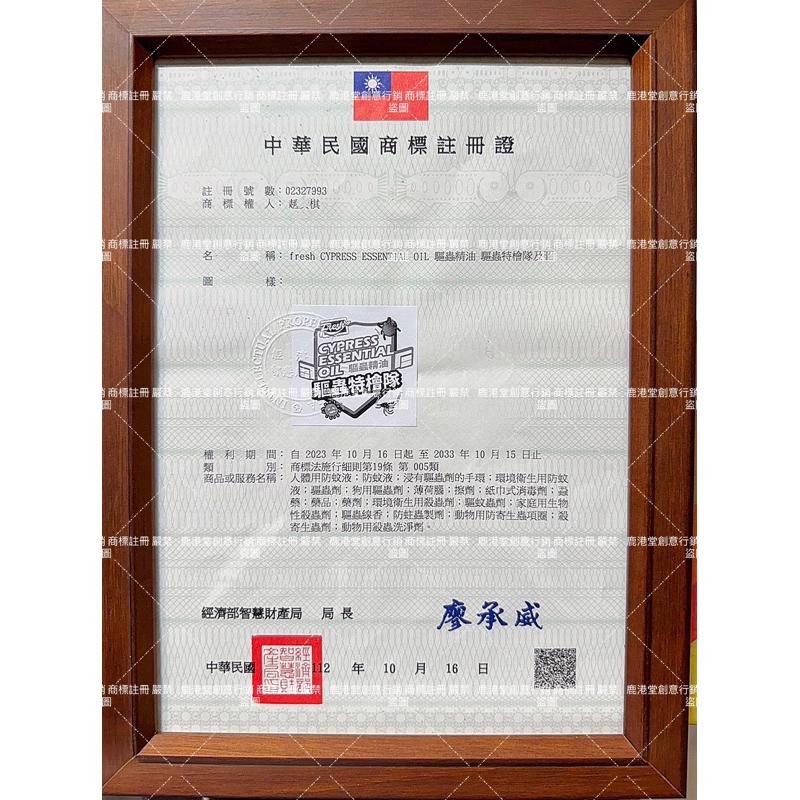 中華民國商標註冊證
註冊號數：02327993
商標權人：趙　棋
名稱：fresh CYPRESS ESSENTIAL OIL 驅蟲精油 驅蟲特檜隊及圖
圖樣：
Fresh
CYPRESS
ESSENTIAL
OIL 驅蟲精油
驅蟲特檜隊
權利期間：自 2023 年 10 月 16 日起 至 2033 年 10 月 15 日止
類別：商標法施行細則第19條 第 005類
商品或服務名稱：人體用防蚊液；防蚊液；浸有驅蟲劑的手環；環境衛生用防蚊
液；驅蟲劑；狗用驅蟲劑；薄荷腦；擦劑；紙巾式消毒劑；蟲
藥；藥品；藥劑；環境衛生用殺蟲劑；驅蚊蟲劑；家庭用生物
性殺蟲劑；驅蟲線香；防蛀蟲製劑；動物用防寄生蟲項圈；殺
寄生蟲劑；動物用殺蟲洗淨劑。
經濟部智慧財產局　局長　廖承威
中華民國 112 年 10 月 16 日
鹿港堂創意行銷 商標註冊 嚴禁盜圖